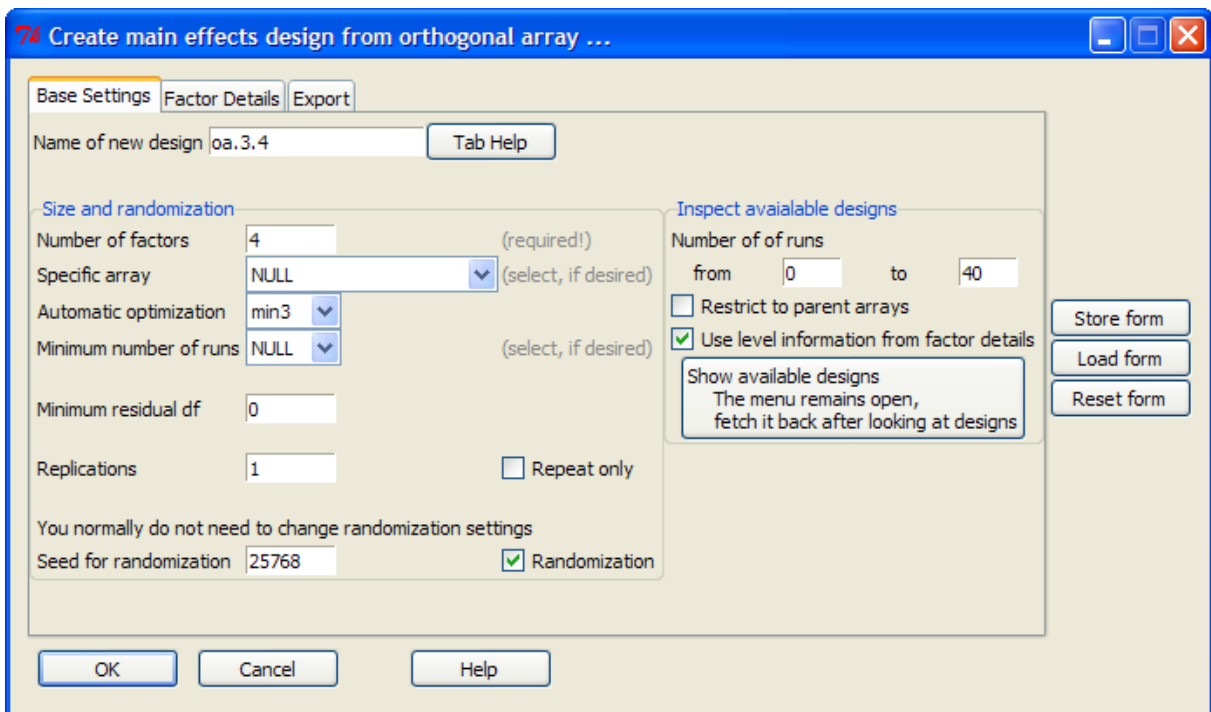 Create main effects design from orthogonal array ...
Base Settings Factor Details Export
Name of new design oa.3.4 Tab Help
Size and randomization
Number of factors 4 (required!)
Specific array NULL (select, if desired)
Automatic optimization min3
Minimum number of runs NULL (select, if desired)
Minimum residual df 0
Replications 1 Repeat only
You normally do not need to change randomization settings
Seed for randomization 25768 Randomization
Inspect avaialable designs
Number of of runs
from 0 to 40
Restrict to parent arrays
Use level information from factor details
Show available designs
The menu remains open,
fetch it back after looking at designs
Store form
Load form
Reset form
OK Cancel Help